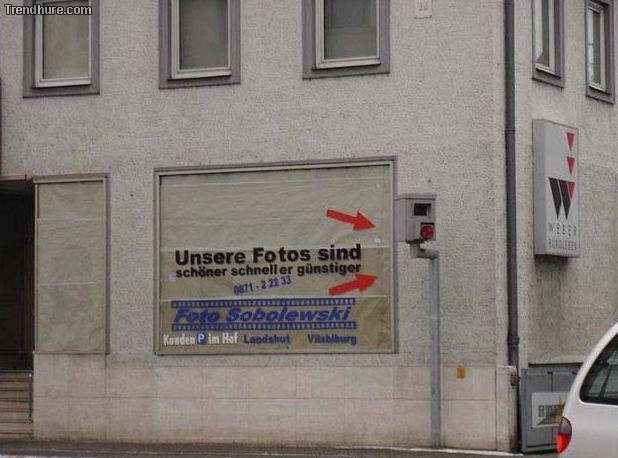 Trendhure.com
Unsere Fotos sind
schöner schneller günstiger
0871 - 2 22 33
Foto Sobolewski
Kunden P im Hof Landshut Vilsbiburg
W
WEBER
BÜROLEBEN